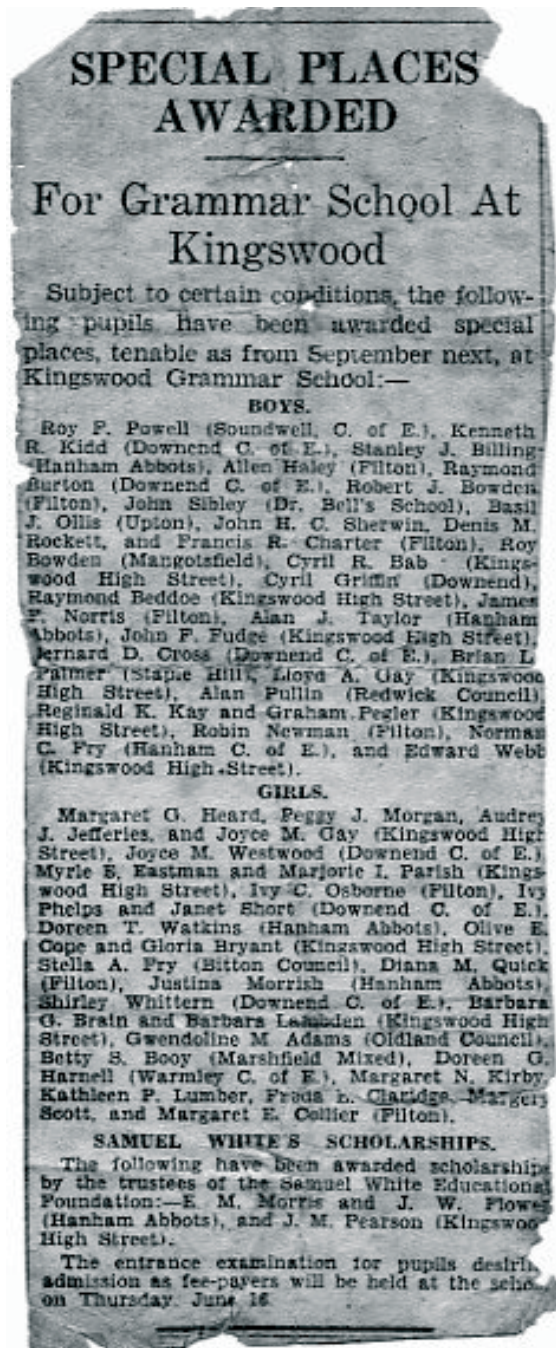 SPECIAL PLACES
AWARDED
For Grammar School At
Kingswood
Subject to certain conditions, the follow-
ing pupils have been awarded special
places, tenable as from September next, at
Kingswood Grammar School:—
BOYS.
Roy F. Powell (Soundwell, C. of E.), Kenneth
R. Kidd (Downend C. of E.), Stanley J. Billing
Hanham Abbots), Allen Haley (Filton), Raymond
Burton (Downend C. of E.), Robert J. Bowden
(Filton), John Sibley (Dr. Bell's School), Basil
J. Ollis (Upton), John H. C. Sherwin, Denis M.
Rockett, and Francis R. Charter (Filton), Roy
Bowden (Mangotsfield), Cyril R. Bab (Kings-
wood High Street), Cyril Griffin (Downend),
Raymond Beddoe (Kingswood High Street), James
F. Norris (Filton), Alan J. Taylor (Hanham
Abbots), John F. Fudge (Kingswood High Street),
Bernard D. Cross (Downend C. of E.), Brian L.
Palmer (Staple Hill), Lloyd A. Gay (Kingswood
High Street), Alan Pullin (Redwick Council),
Reginald K. Kay and Graham Pegler (Kingswood
High Street), Robin Newman (Filton), Norman
C. Fry (Hanham C. of E.), and Edward Webb
(Kingswood High Street).
GIRLS.
Margaret G. Heard, Peggy J. Morgan, Audrey
J. Jefferies, and Joyce M. Gay (Kingswood High
Street), Joyce M. Westwood (Downend C. of E.)
Myrle E. Eastman and Marjorie I. Parish (Kings-
wood High Street), Ivy C. Osborne (Filton), Ivy
Phelps and Janet Short (Downend C. of E.),
Doreen T. Watkins (Hanham Abbots), Olive E.
Cope and Gloria Bryant (Kingswood High Street),
Stella A. Fry (Bitton Council), Diana M. Quick
(Filton), Justina Morrish (Hanham Abbots),
Shirley Whittern (Downend C. of E.), Barbara
G. Brain and Barbara Lambden (Kingswood High
Street), Gwendoline M Adams (Oldland Council),
Betty S. Booy (Marshfield Mixed), Doreen G.
Harnell (Warmley C. of E.), Margaret N. Kirby,
Kathleen P. Lumber, Freda E. Claridge, Margery
Scott, and Margaret E. Collier (Filton).
SAMUEL WHITE'S SCHOLARSHIPS.
The following have been awarded scholarships
by the trustees of the Samuel White Educational
Foundation:—E. M. Morris and J. W. Flowe
(Hanham Abbots), and J. M. Pearson (Kingswoo
High Street).
The entrance examination for pupils desirin
admission as fee-payers will be held at the scho
on Thursday, June 16